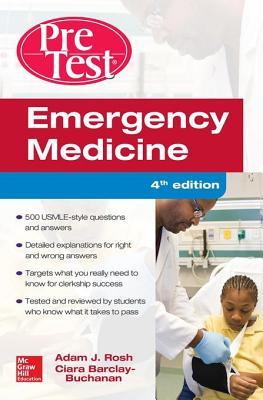 Pre
Test®
Emergency
Medicine
4th edition
• 500 USMLE-style questions
and answers
• Detailed explanations for right
and wrong answers
• Targets what you really need to
know for clerkship success
• Tested and reviewed by students
who know what it takes to pass
Mc
Graw
Hill
Education
Adam J. Rosh
Ciara Barclay-
Buchanan